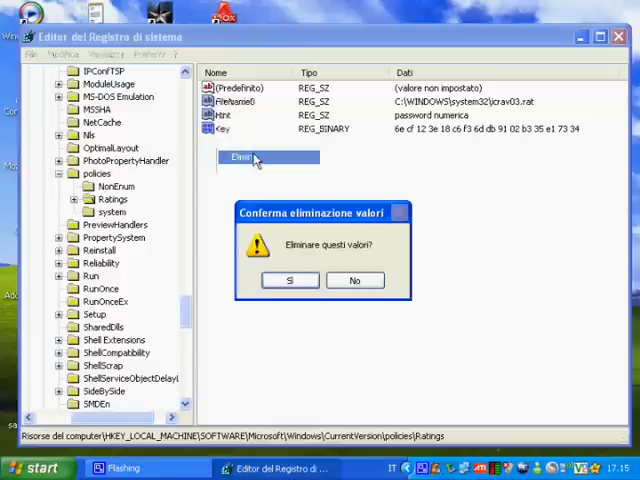 Editor del Registro di sistema
File Modifica Visualizza Preferiti ?
Nome Tipo Dati
(Predefinito) REG_SZ (valore non impostato)
FileName0 REG_SZ C:\WINDOWS\system32\icrav03.rat
hint REG_SZ password numerica
Key REG_BINARY 6e cf 12 3e 18 c6 f3 6d db 91 02 b3 35 e1 73 34
IPConfTSP
ModuleUsage
MS-DOS Emulation
MSSHA
NetCache
Nls
OptimalLayout
PhotoPropertyHandler
policies
NonEnum
Ratings
system
PreviewHandlers
PropertySystem
Reinstall
Reliability
Run
RunOnce
RunOnceEx
Setup
SharedDlls
Shell Extensions
ShellCompatibility
ShellScrap
ShellServiceObjectDelayL
SideBySide
SMDEn
Elimin
Conferma eliminazione valori
Eliminare questi valori?
Sì No
Risorse del computer\HKEY_LOCAL_MACHINE\SOFTWARE\Microsoft\Windows\CurrentVersion\policies\Ratings
start Flashing Editor del Registro di ... IT 17.15